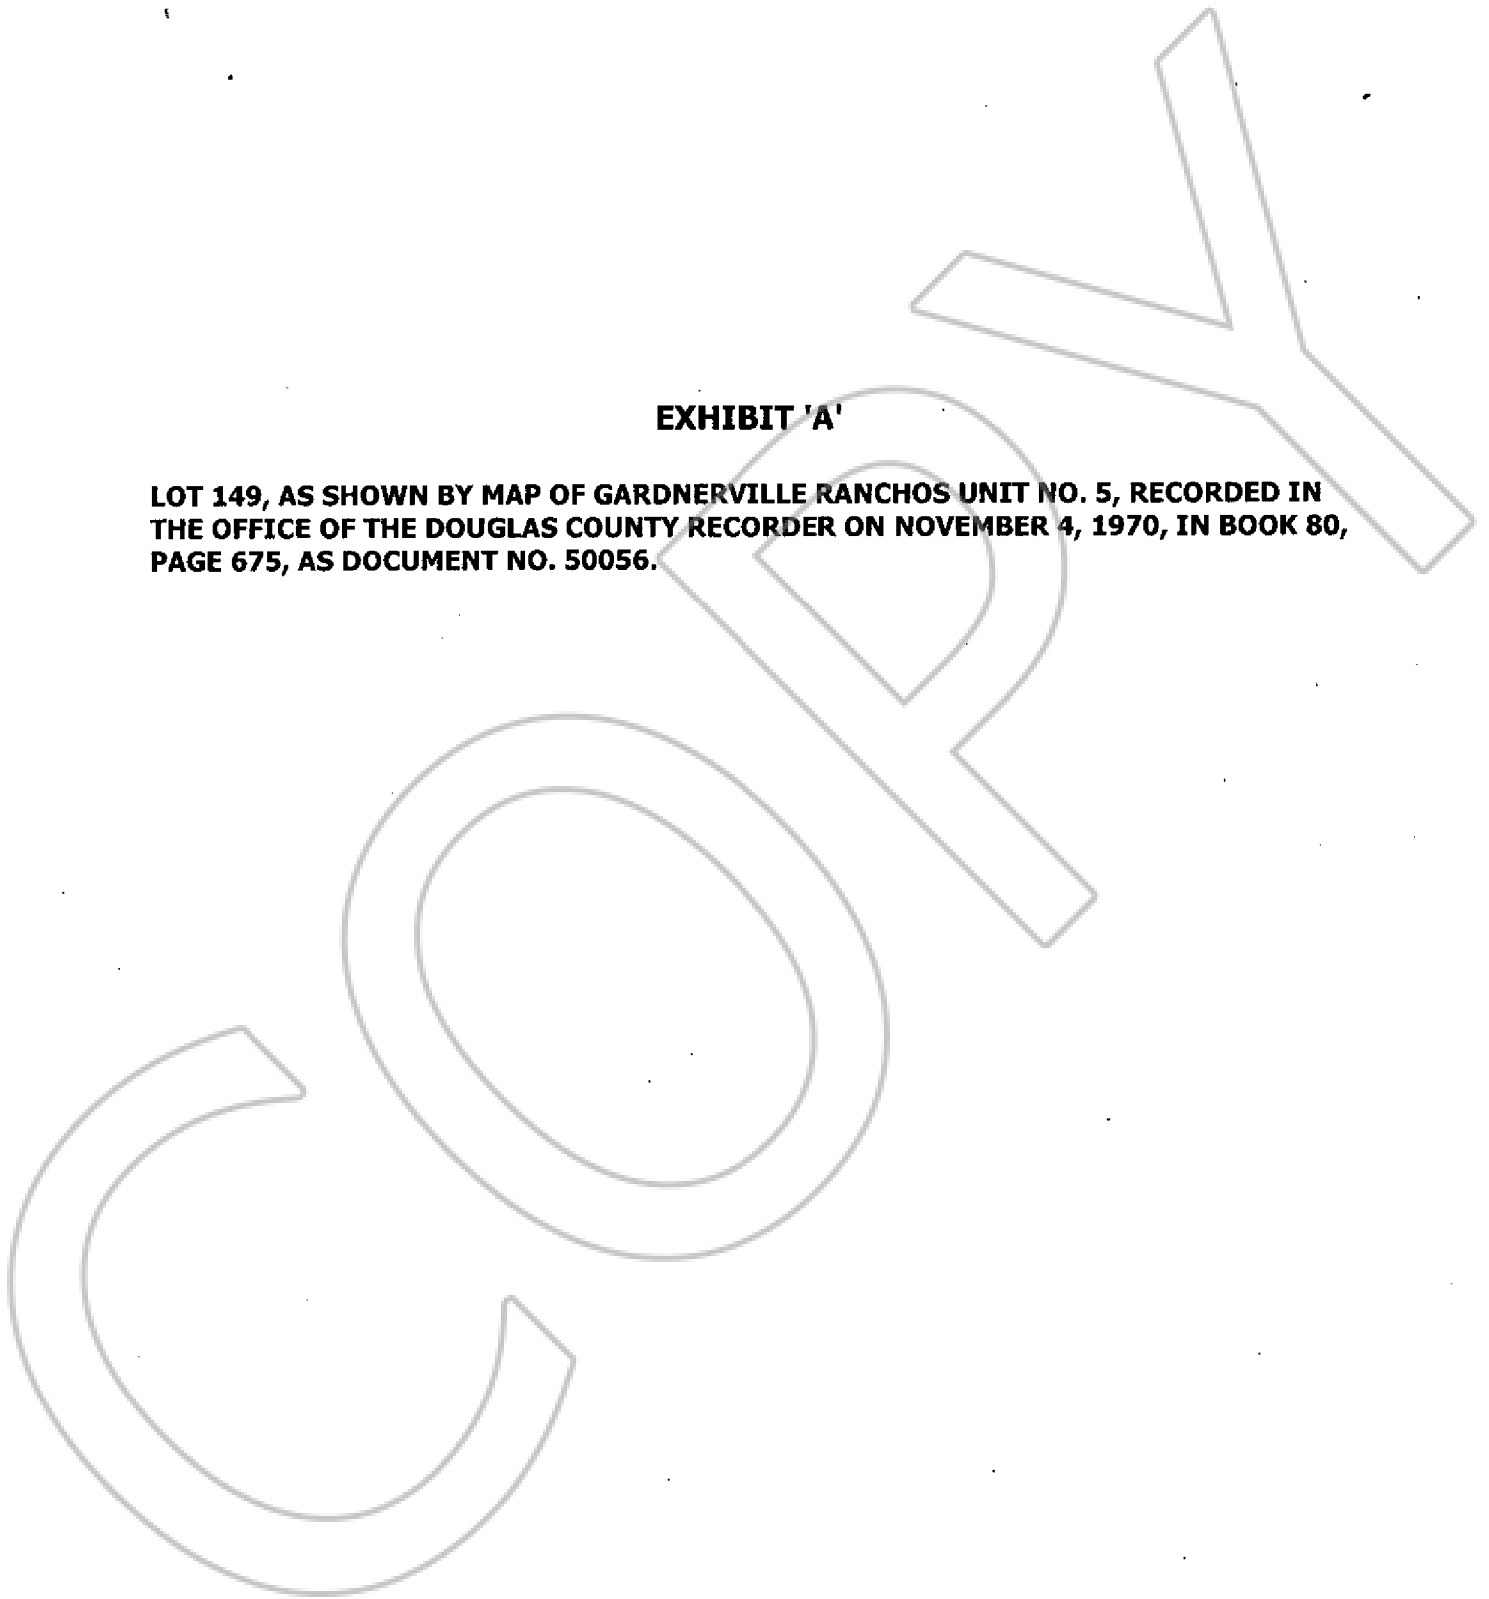 EXHIBIT 'A'
LOT 149, AS SHOWN BY MAP OF GARDNERVILLE RANCHOS UNIT NO. 5, RECORDED IN
THE OFFICE OF THE DOUGLAS COUNTY RECORDER ON NOVEMBER 4, 1970, IN BOOK 80,
PAGE 675, AS DOCUMENT NO. 50056.
COPY